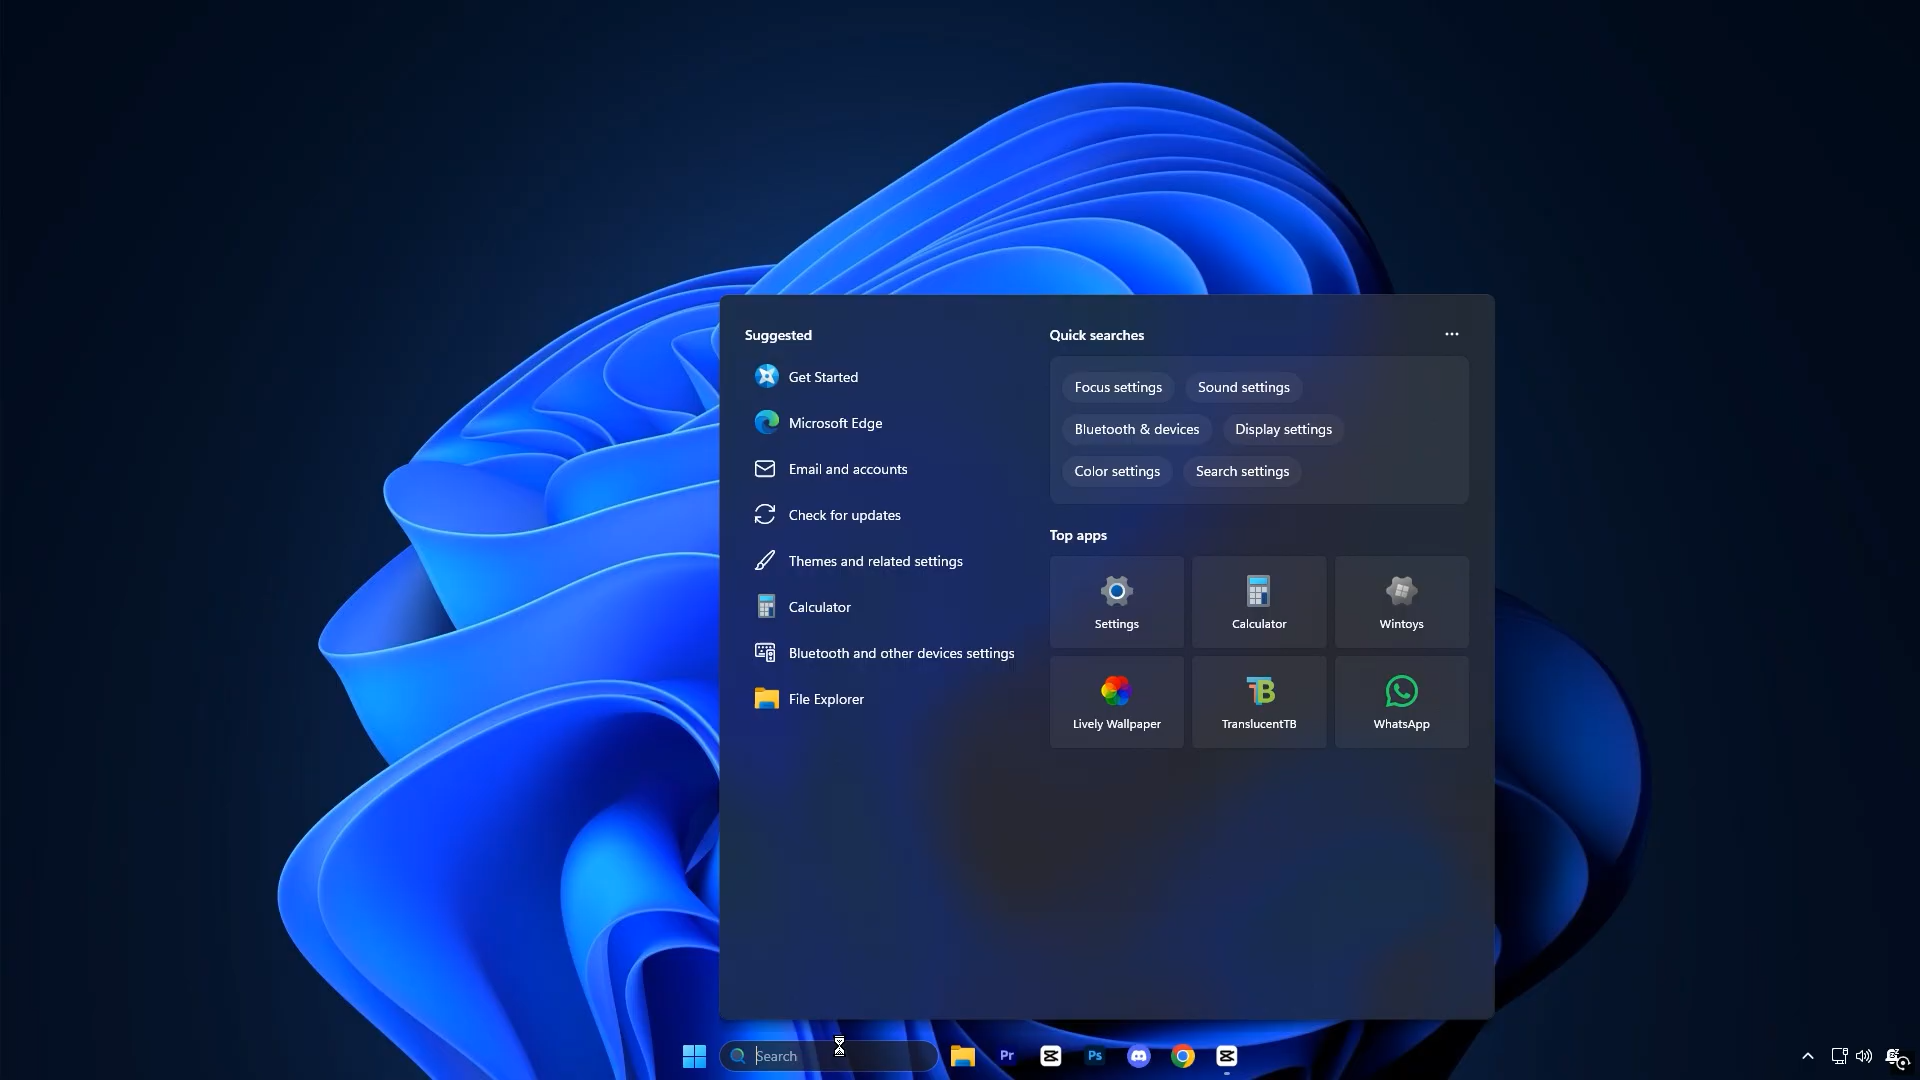 Suggested
Get Started
Microsoft Edge
Email and accounts
Check for updates
Themes and related settings
Calculator
Bluetooth and other devices settings
File Explorer
Quick searches
Focus settings
Sound settings
Bluetooth & devices
Display settings
Color settings
Search settings
Top apps
Settings
Calculator
Wintoys
Lively Wallpaper
TranslucentTB
WhatsApp
Search
Pr
Ps